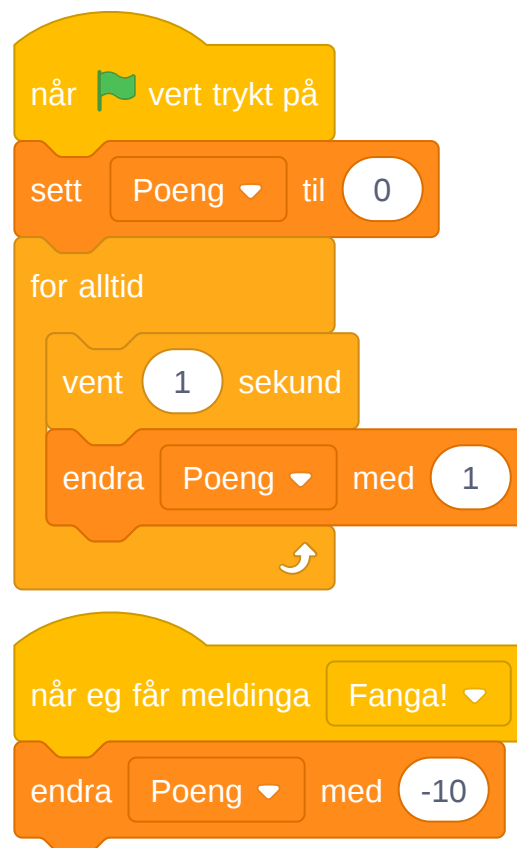 når vert trykt på
sett Poeng til 0
for alltid
vent 1 sekund
endra Poeng med 1
når eg får meldinga Fanga!
endra Poeng med -10